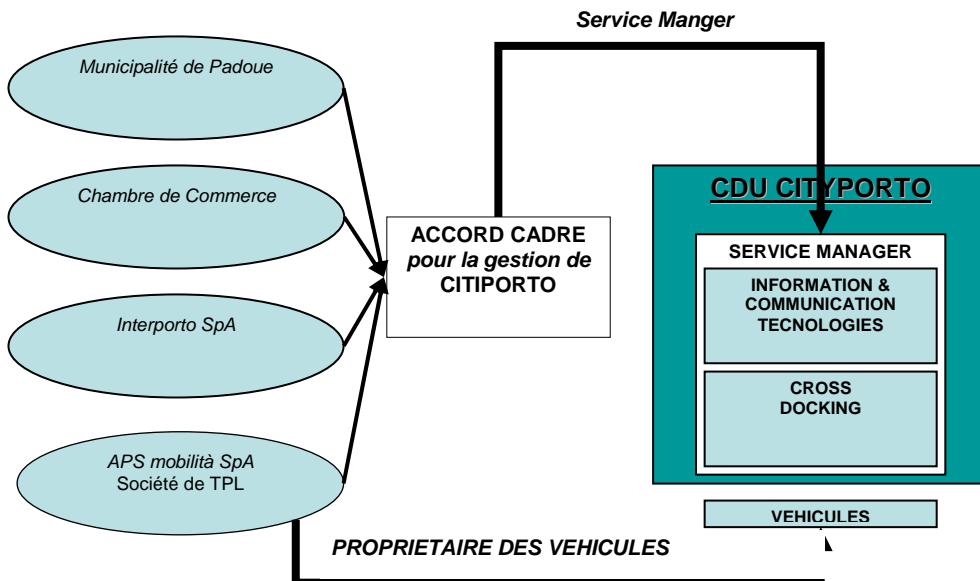 Service Manger
Municipalité de Padoue
Chambre de Commerce
Interporto SpA
APS mobilità SpA
Société de TPL
ACCORD CADRE
pour la gestion de
CITIPORTO
CDU CITYPORTO
SERVICE MANAGER
INFORMATION &
COMMUNICATION
TECNOLOGIES
CROSS
DOCKING
VEHICULES
PROPRIETAIRE DES VEHICULES